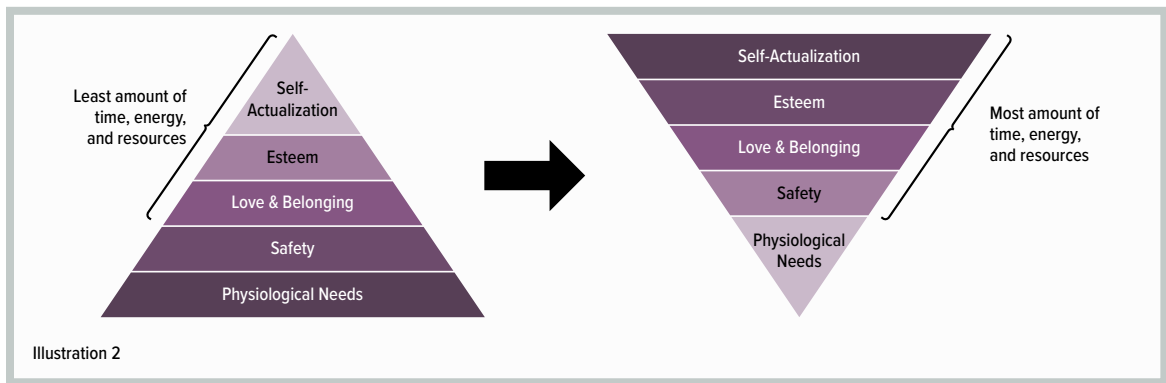 Least amount of
time, energy,
and resources
Self-
Actualization
Esteem
Love & Belonging
Safety
Physiological Needs
Self-Actualization
Esteem
Love & Belonging
Safety
Physiological
Needs
Most amount of
time, energy,
and resources
Illustration 2